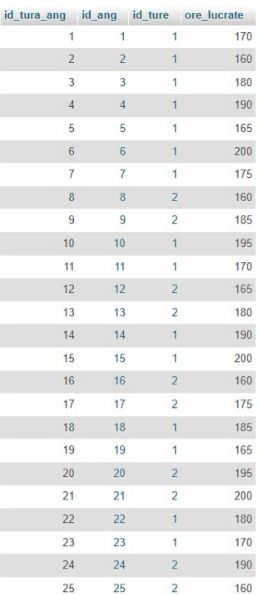 id_tura_ang id_ang id_ture ore_lucrate
1 1 1 170
2 2 1 160
3 3 1 180
4 4 1 190
5 5 1 165
6 6 1 200
7 7 1 175
8 8 2 160
9 9 2 185
10 10 1 195
11 11 1 170
12 12 2 165
13 13 2 180
14 14 1 190
15 15 1 200
16 16 2 160
17 17 2 175
18 18 1 185
19 19 1 165
20 20 2 195
21 21 2 200
22 22 1 180
23 23 1 170
24 24 2 190
25 25 2 160